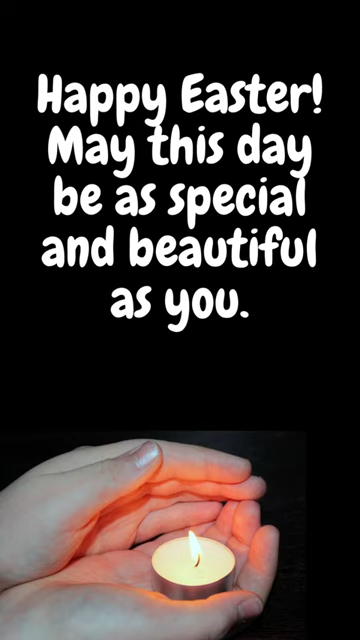 Happy Easter!
May this day
be as special
and beautiful
as you.